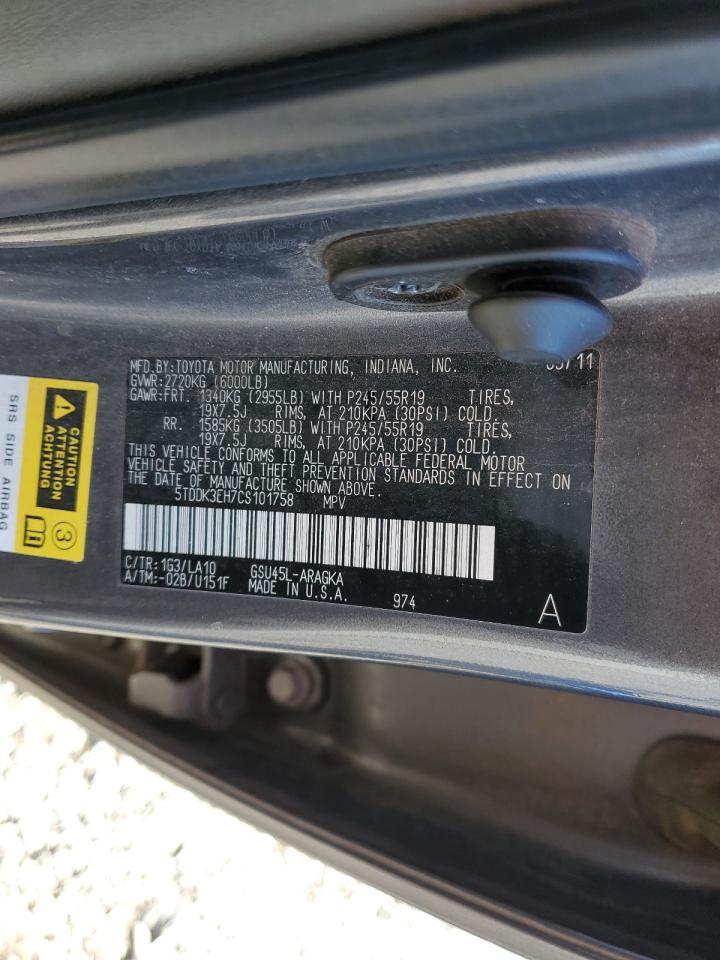 MFD.BY:TOYOTA MOTOR MANUFACTURING, INDIANA, INC.
GVWR:2720KG (6000LB)
GAWR:FRT. 1340KG (2955LB) WITH P245/55R19 TIRES,
19X7.5J RIMS, AT 210KPA (30PSI) COLD.
RR. 1585KG (3505LB) WITH P245/55R19 TIRES,
19X7.5J RIMS, AT 210KPA (30PSI) COLD.
THIS VEHICLE CONFORMS TO ALL APPLICABLE FEDERAL MOTOR
VEHICLE SAFETY AND THEFT PREVENTION STANDARDS IN EFFECT ON
THE DATE OF MANUFACTURE SHOWN ABOVE.
5TDDK3EH7CS101758 MPV
C/TR:1G3/LA10 GSU45L-ARAGKA
A/TM:-02B/U151F MADE IN U.S.A. 974
A
CAUTION
ATTENTION
ACHTUNG
3
SRS SIDE AIRBAG